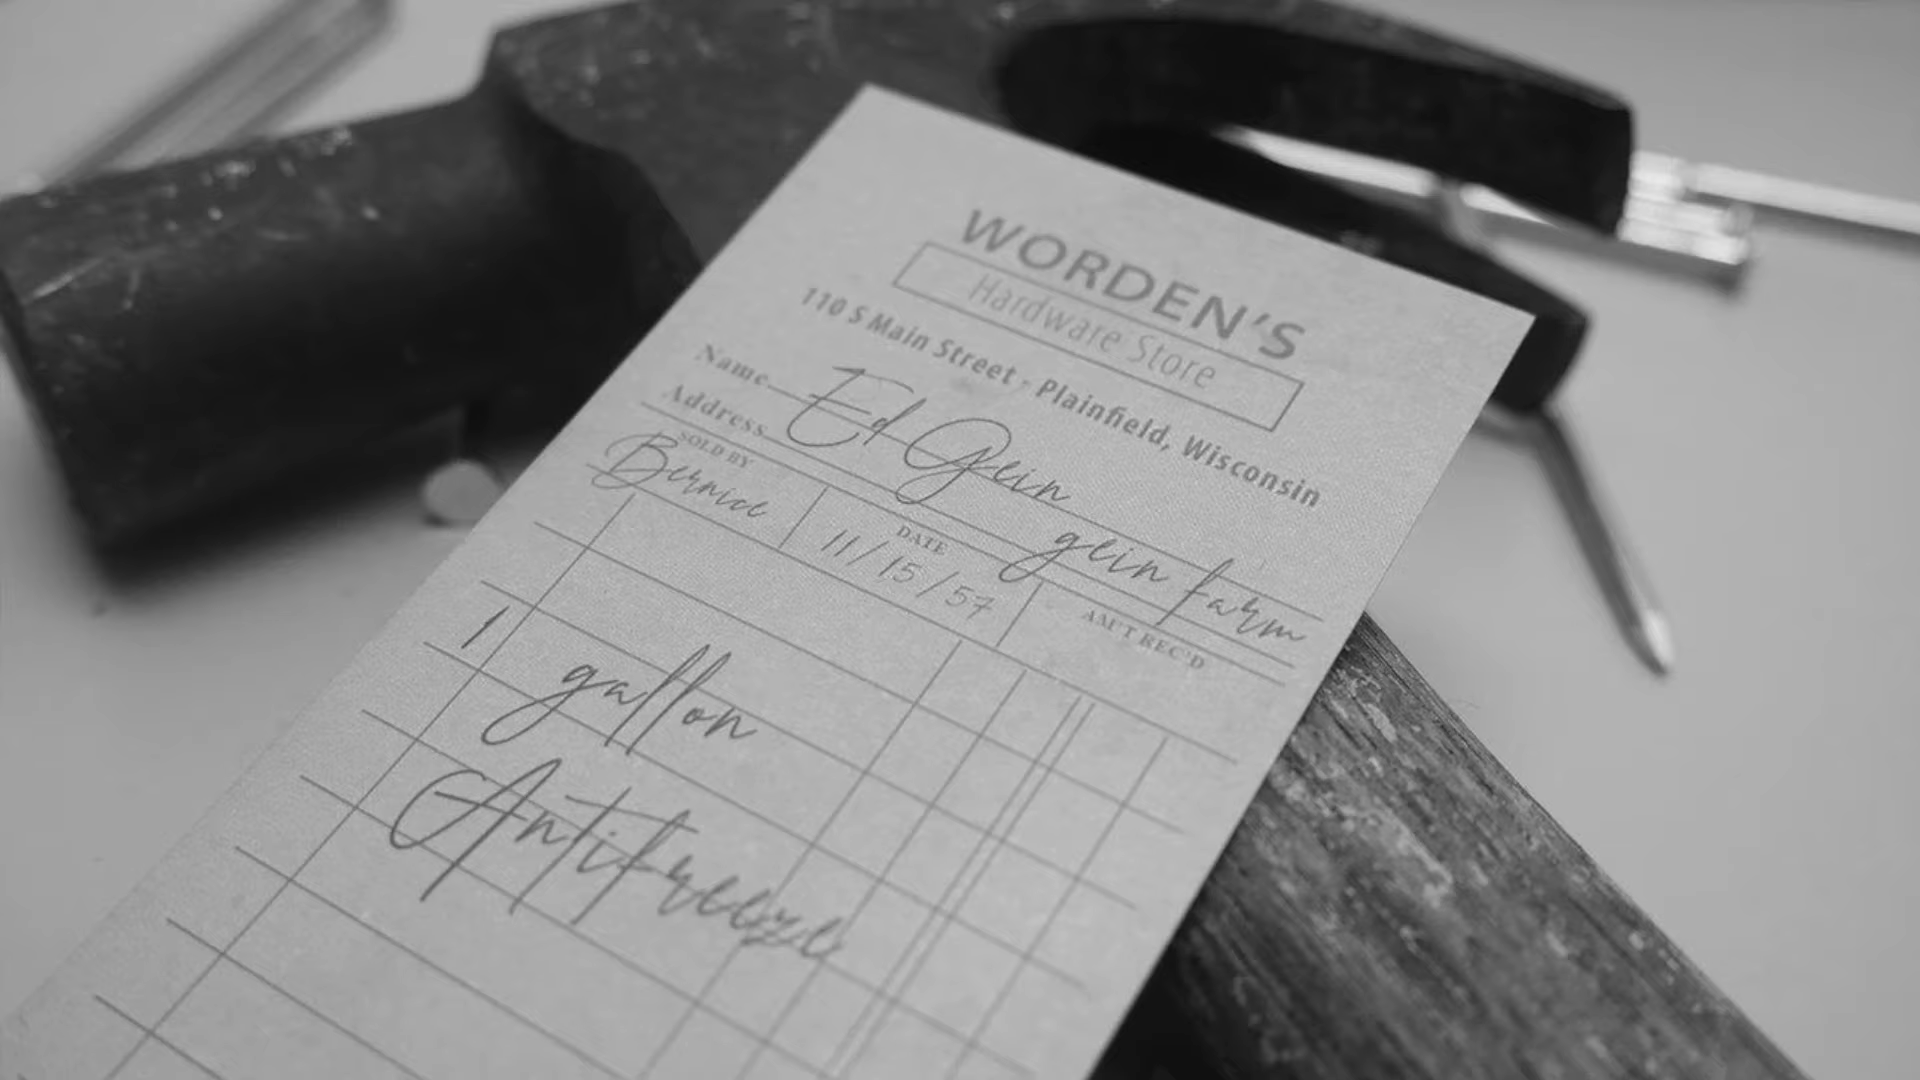 WORDEN'S
Hardware Store
110 S Main Street - Plainfield, Wisconsin
Name Ed Gein
Address gein farm
SOLD BY DATE AM'T REC'D
Bernice 11/15/57
1 gallon
Antifreeze